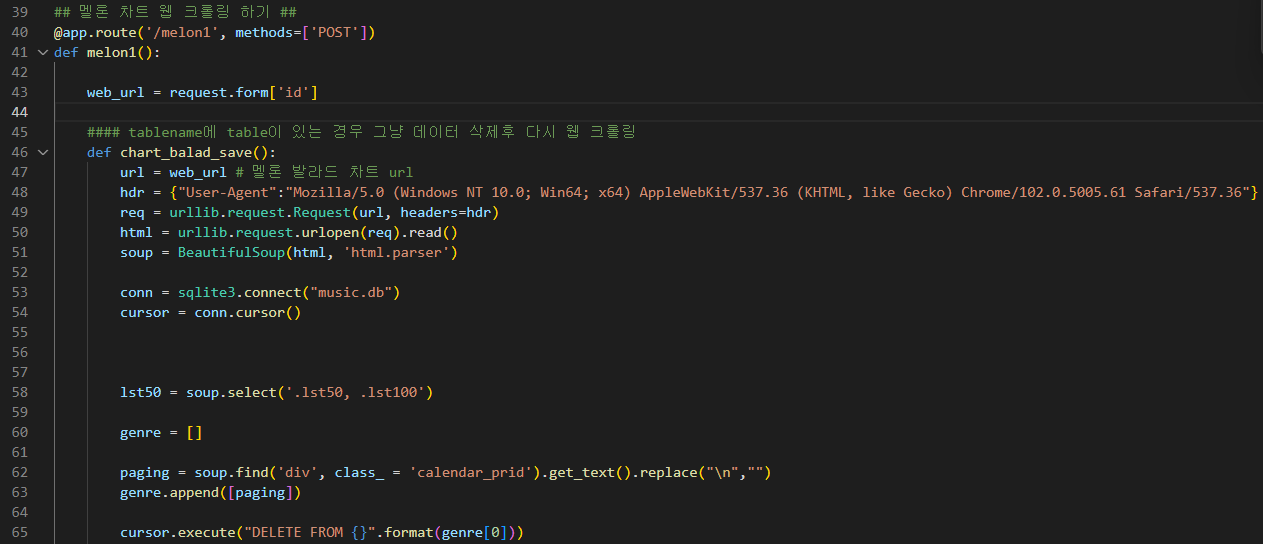 39 ## 멜론 차트 웹 크롤링 하기 ##
40 @app.route('/melon1', methods=['POST'])
41 def melon1():
42
43 web_url = request.form['id']
44
45 #### tablename에 table이 있는 경우 그냥 데이터 삭제후 다시 웹 크롤링
46 def chart_balad_save():
47 url = web_url # 멜론 발라드 차트 url
48 hdr = {"User-Agent":"Mozilla/5.0 (Windows NT 10.0; Win64; x64) AppleWebKit/537.36 (KHTML, like Gecko) Chrome/102.0.5005.61 Safari/537.36"}
49 req = urllib.request.Request(url, headers=hdr)
50 html = urllib.request.urlopen(req).read()
51 soup = BeautifulSoup(html, 'html.parser')
52
53 conn = sqlite3.connect("music.db")
54 cursor = conn.cursor()
55
56
57
58 lst50 = soup.select('.lst50, .lst100')
59
60 genre = []
61
62 paging = soup.find('div', class_ = 'calendar_prid').get_text().replace("\n","")
63 genre.append([paging])
64
65 cursor.execute("DELETE FROM {}".format(genre[0]))